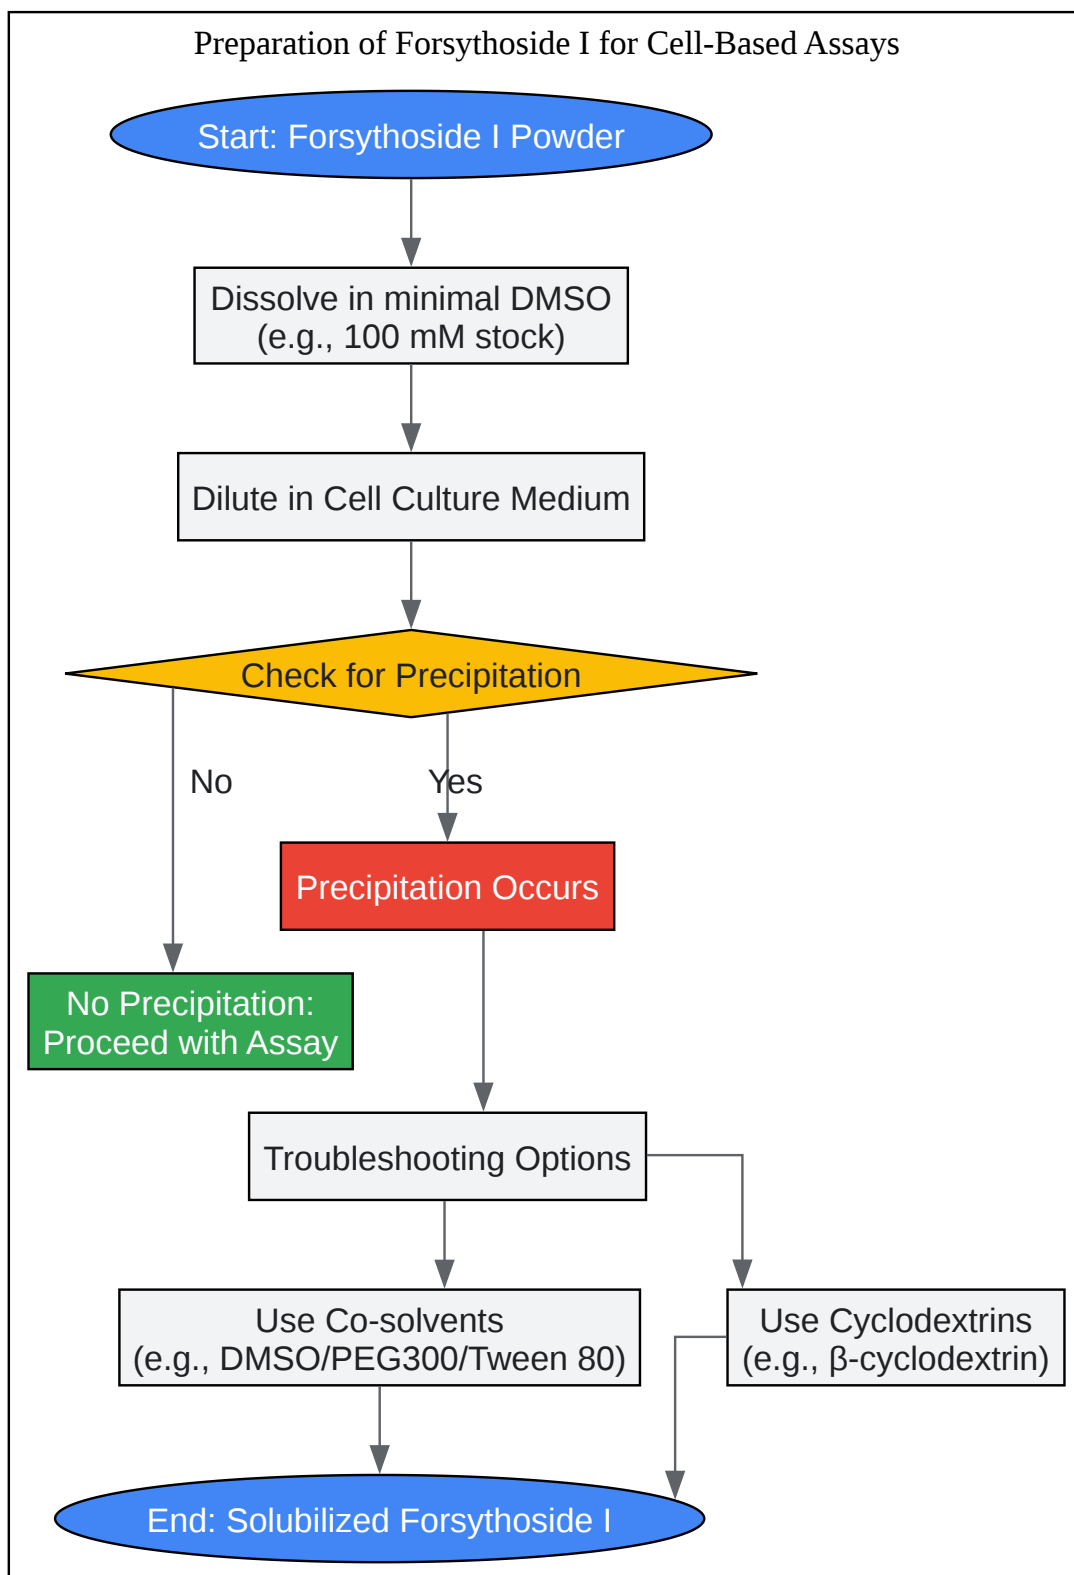 Preparation of Forsythoside I for Cell-Based Assays
Start: Forsythoside I Powder
Dissolve in minimal DMSO
(e.g., 100 mM stock)
Dilute in Cell Culture Medium
Check for Precipitation
No
Yes
Precipitation Occurs
No Precipitation:
Proceed with Assay
Troubleshooting Options
Use Co-solvents
(e.g., DMSO/PEG300/Tween 80)
Use Cyclodextrins
(e.g., β-cyclodextrin)
End: Solubilized Forsythoside I